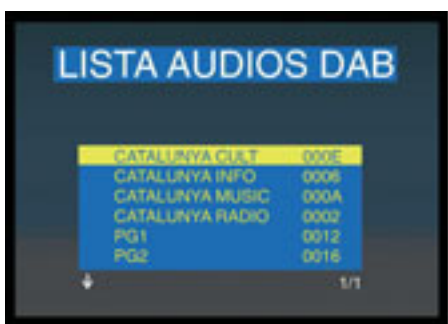 LISTA AUDIOS DAB
CATALUNYA CULT 000E
CATALUNYA INFO 0006
CATALUNYA MUSIC 000A
CATALUNYA RADIO 0002
PG1 0012
PG2 0016
1/1